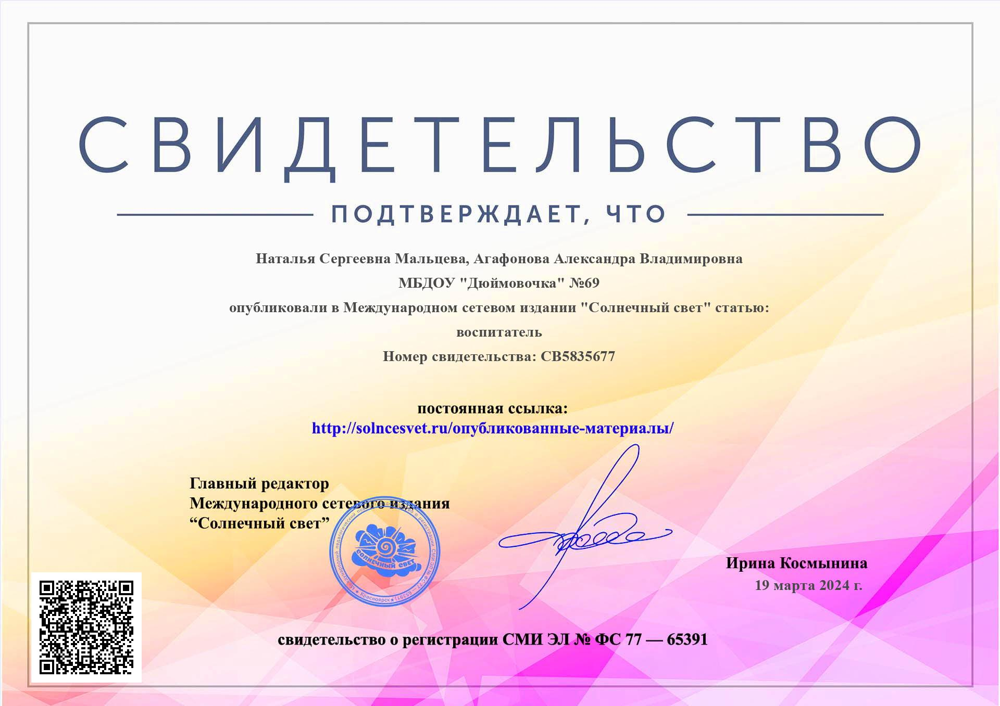 СВИДЕТЕЛЬСТВО
ПОДТВЕРЖДАЕТ, ЧТО
Наталья Сергеевна Мальцева, Агафонова Александра Владимировна
МБДОУ "Дюймовочка" №69
опубликовали в Международном сетевом издании "Солнечный свет" статью:
воспитатель
Номер свидетельства: СВ5835677
постоянная ссылка:
http://solncesvet.ru/опубликованные-материалы/
Главный редактор
Международного сетевого издания
“Солнечный свет”
СОЛНЕЧНЫЙ СВЕТ
Международный педагогический о регистрации СМИ ЭЛ № ФС 77 — 65391) ★ Красноярск ★
Ирина Космынина
19 марта 2024 г.
свидетельство о регистрации СМИ ЭЛ № ФС 77 — 65391